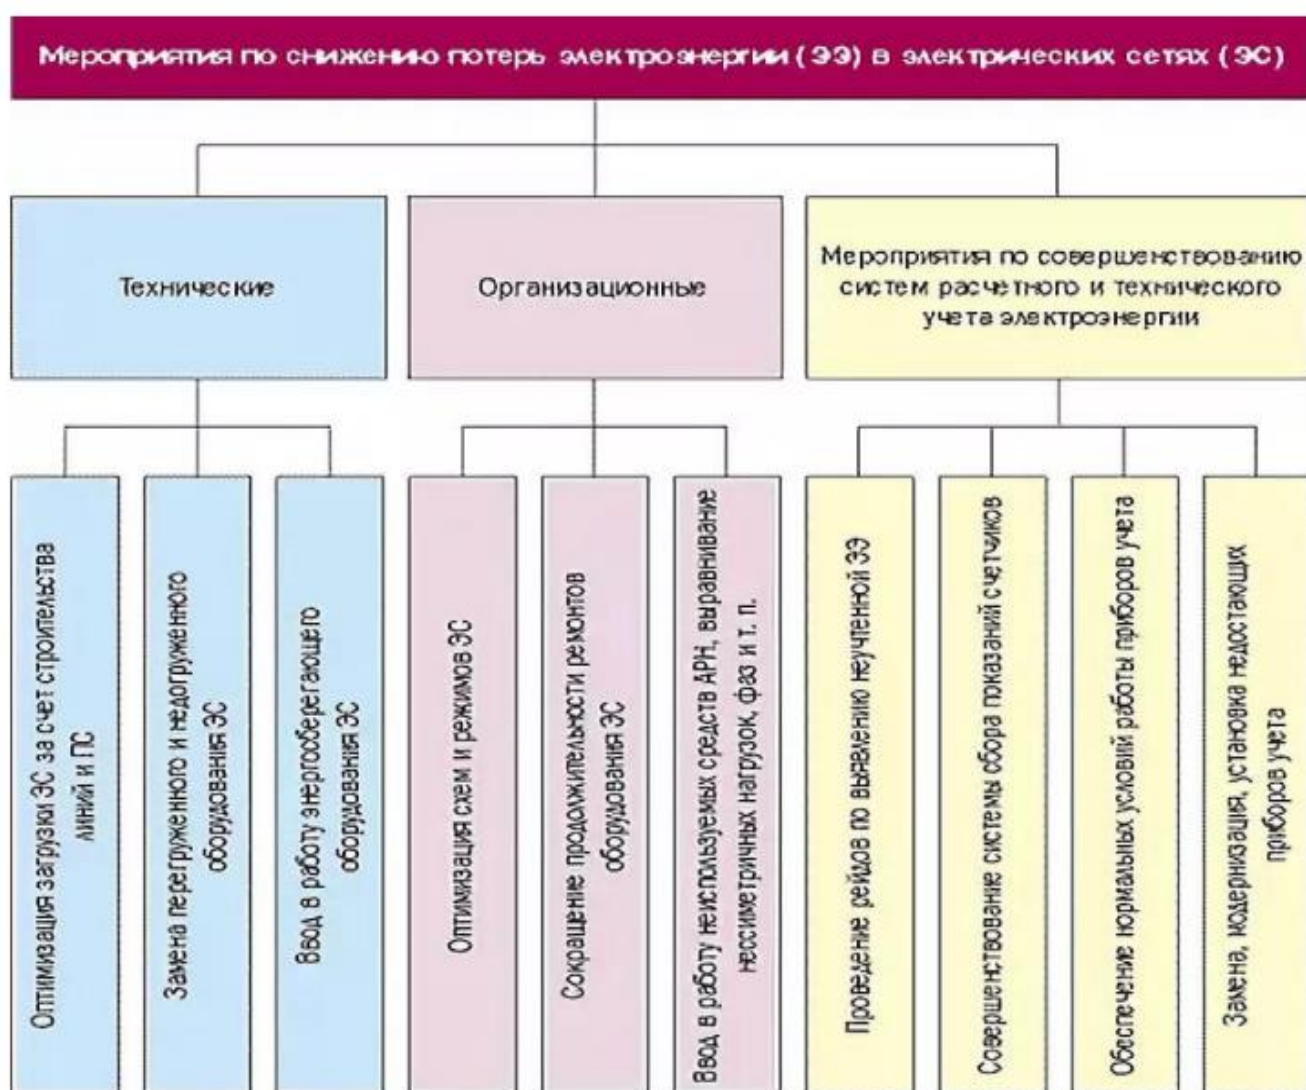 Мероприятия по снижению потерь электроэнергии (ЭЭ) в электрических сетях (ЭС)
Технические
Организационные
Мероприятия по совершенствованию
систем расчетного и технического
учета электроэнергии
Оптимизация загрузки ЭС за счет строительства
линий и ПС
Замена перегруженного и недогруженного
оборудования ЭС
Ввод в работу энергосберегающего
оборудования ЭС
Оптимизация схем и режимов ЭС
Сокращение продолжительности ремонтов
оборудования ЭС
Ввод в работу неиспользуемых средств АРН, выравнивание
нессиметричных нагрузок, фаз и т. п.
Проведение рейдов по выявлению неучтенной ЭЭ
Совершенствование системы сбора показаний счетчиков
Обеспечение нормальных условий работы приборов учета
Замена, модернизация, установка недостающих
приборов учета